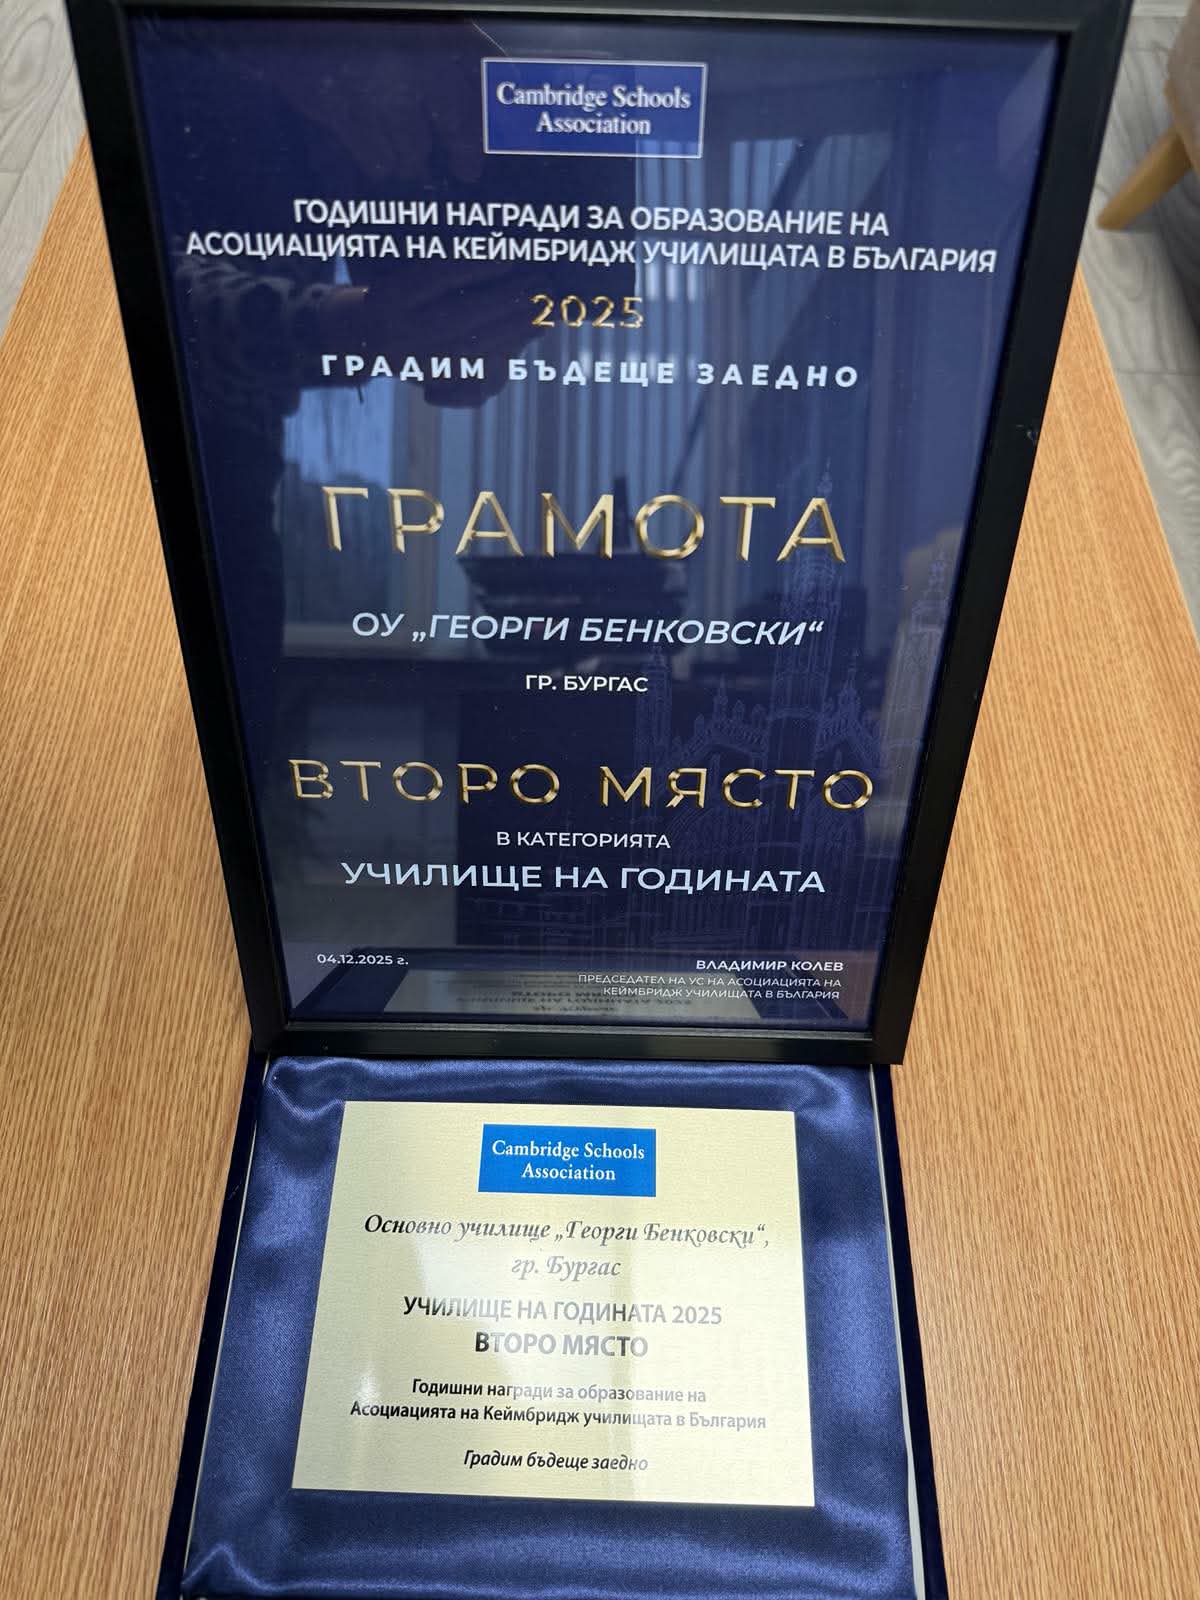 Cambridge Schools
Association
ГОДИШНИ НАГРАДИ ЗА ОБРАЗОВАНИЕ НА
АСОЦИАЦИЯТА НА КЕЙМБРИДЖ УЧИЛИЩАТА В БЪЛГАРИЯ
2025
ГРАДИМ БЪДЕЩЕ ЗАЕДНО
ГРАМОТА
ОУ „ГЕОРГИ БЕНКОВСКИ“
ГР. БУРГАС
ВТОРО МЯСТО
В КАТЕГОРИЯТА
УЧИЛИЩЕ НА ГОДИНАТА
04.12.2025 г.
ВЛАДИМИР КОЛЕВ
ПРЕДСЕДАТЕЛ НА УС НА АСОЦИАЦИЯТА НА
КЕЙМБРИДЖ УЧИЛИЩАТА В БЪЛГАРИЯ
Cambridge Schools
Association
Основно училище „Георги Бенковски“,
гр. Бургас
УЧИЛИЩЕ НА ГОДИНАТА 2025
ВТОРО МЯСТО
Годишни награди за образование на
Асоциацията на Кеймбридж училищата в България
Градим бъдеще заедно